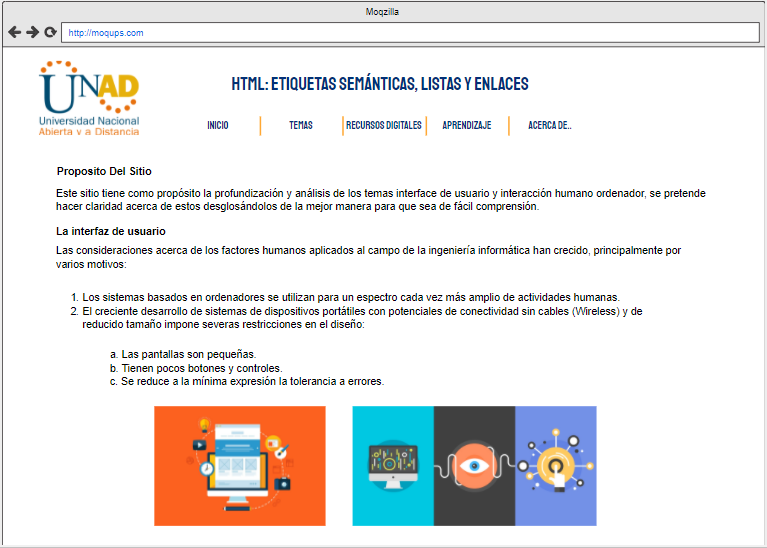 Moqzilla
http://moqups.com
UNAD
Universidad Nacional
Abierta y a Distancia
HTML: ETIQUETAS SEMÁNTICAS, LISTAS Y ENLACES
INICIO
TEMAS
RECURSOS DIGITALES
APRENDIZAJE
ACERCA DE..
Proposito Del Sitio
Este sitio tiene como propósito la profundización y análisis de los temas interface de usuario y interacción humano ordenador, se pretende
hacer claridad acerca de estos desglosándolos de la mejor manera para que sea de fácil comprensión.
La interfaz de usuario
Las consideraciones acerca de los factores humanos aplicados al campo de la ingeniería informática han crecido, principalmente por
varios motivos:
1. Los sistemas basados en ordenadores se utilizan para un espectro cada vez más amplio de actividades humanas.
2. El creciente desarrollo de sistemas de dispositivos portátiles con potenciales de conectividad sin cables (Wireless) y de
reducido tamaño impone severas restricciones en el diseño:
a. Las pantallas son pequeñas.
b. Tienen pocos botones y controles.
c. Se reduce a la mínima expresión la tolerancia a errores.